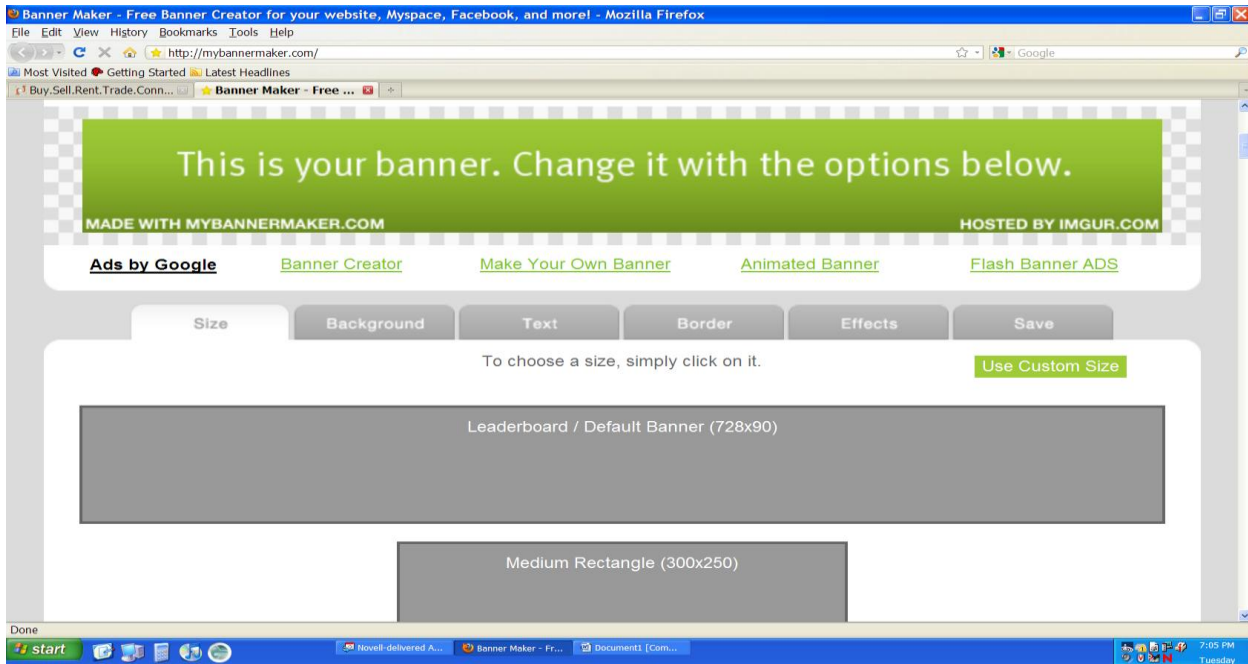 Banner Maker - Free Banner Creator for your website, Myspace, Facebook, and more! - Mozilla Firefox
File Edit View History Bookmarks Tools Help
http://mybannermaker.com/
Google
Most Visited Getting Started Latest Headlines
Buy.Sell.Rent.Trade.Conn... Banner Maker - Free ...
This is your banner. Change it with the options below.
MADE WITH MYBANNERMAKER.COM HOSTED BY IMGUR.COM
Ads by Google Banner Creator Make Your Own Banner Animated Banner Flash Banner ADS
Size Background Text Border Effects Save
To choose a size, simply click on it. Use Custom Size
Leaderboard / Default Banner (728x90)
Medium Rectangle (300x250)
Done
start Novell-delivered A... Banner Maker - Fr... Document1 [Com... 7:05 PM
Tuesday